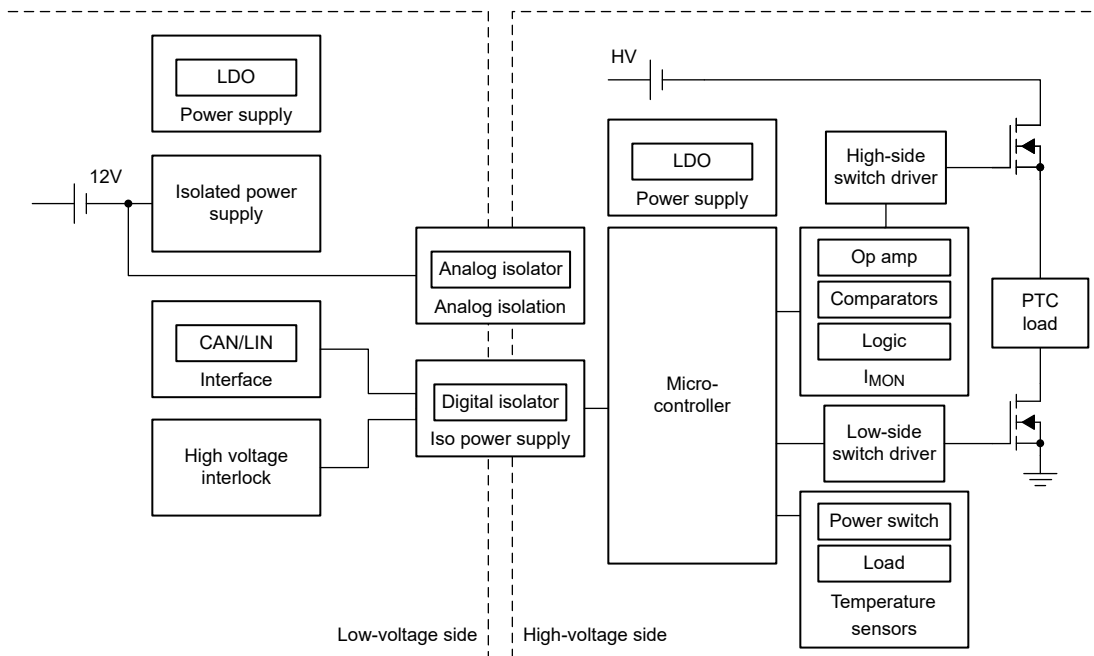 LDO
Power supply
12V
Isolated power
supply
Analog isolator
Analog isolation
CAN/LIN
Interface
Digital isolator
Iso power supply
High voltage
interlock
Low-voltage side
High-voltage side
HV
LDO
Power supply
Micro-
controller
High-side
switch driver
Op amp
Comparators
Logic
IMON
PTC
load
Low-side
switch driver
Power switch
Load
Temperature
sensors